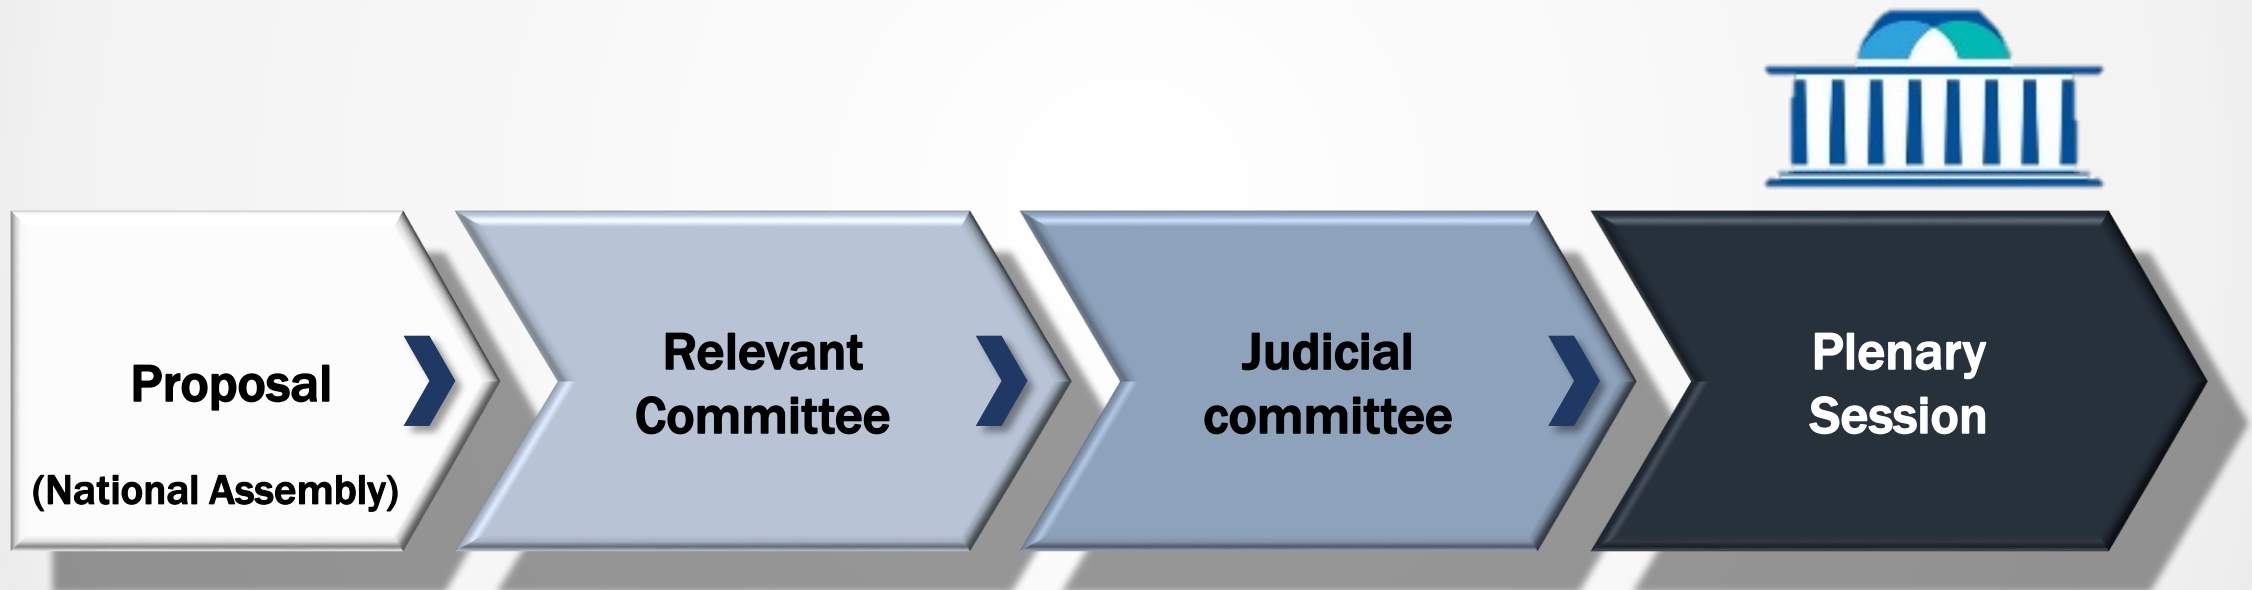 Proposal
(National Assembly)
Relevant
Committee
Judicial
committee
Plenary
Session